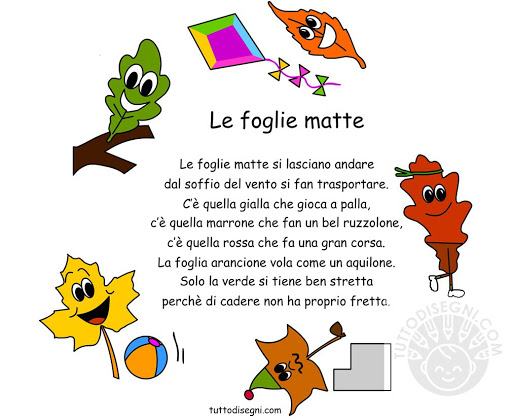 Le foglie matte
Le foglie matte si lasciano andare
dal soffio del vento si fan trasportare.
C'è quella gialla che gioca a palla,
c'è quella marrone che fan un bel ruzzolone,
c'è quella rossa che fa una gran corsa.
La foglia arancione vola come un aquilone.
Solo la verde si tiene ben stretta
perchè di cadere non ha proprio fretta.
TUTTODISEGNI.COM
tuttodisegni.com